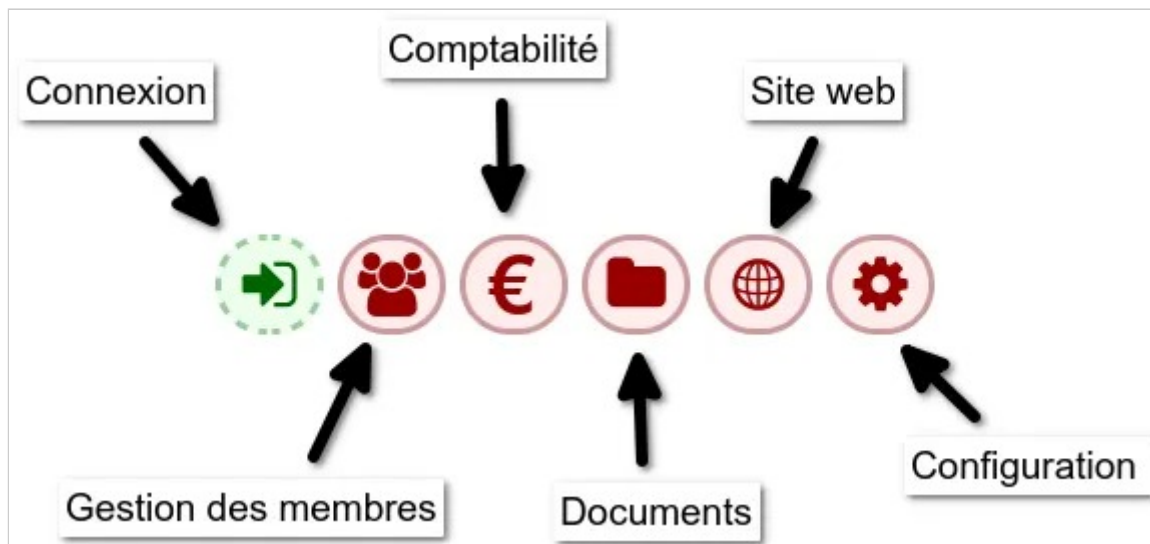 Comptabilité
Connexion
Site web
€
Gestion des membres
Documents
Configuration